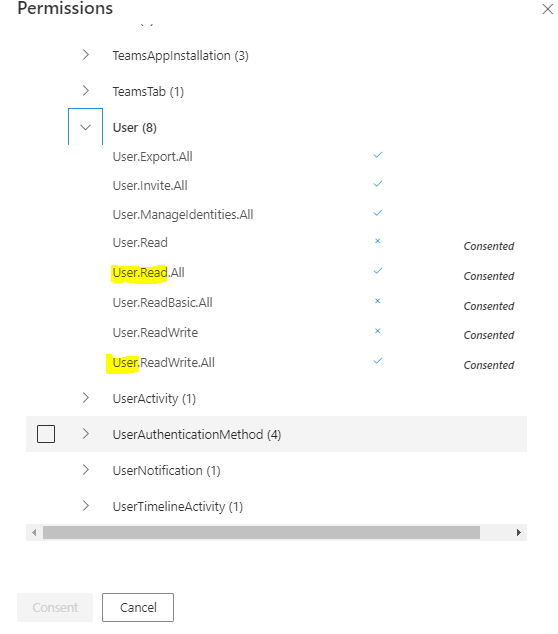 Permissions
TeamsAppInstallation (3)
TeamsTab (1)
User (8)
User.Export.All
User.Invite.All
User.ManageIdentities.All
User.Read Consented
User.Read.All Consented
User.ReadBasic.All Consented
User.ReadWrite Consented
User.ReadWrite.All Consented
UserActivity (1)
UserAuthenticationMethod (4)
UserNotification (1)
UserTimelineActivity (1)
Consent Cancel